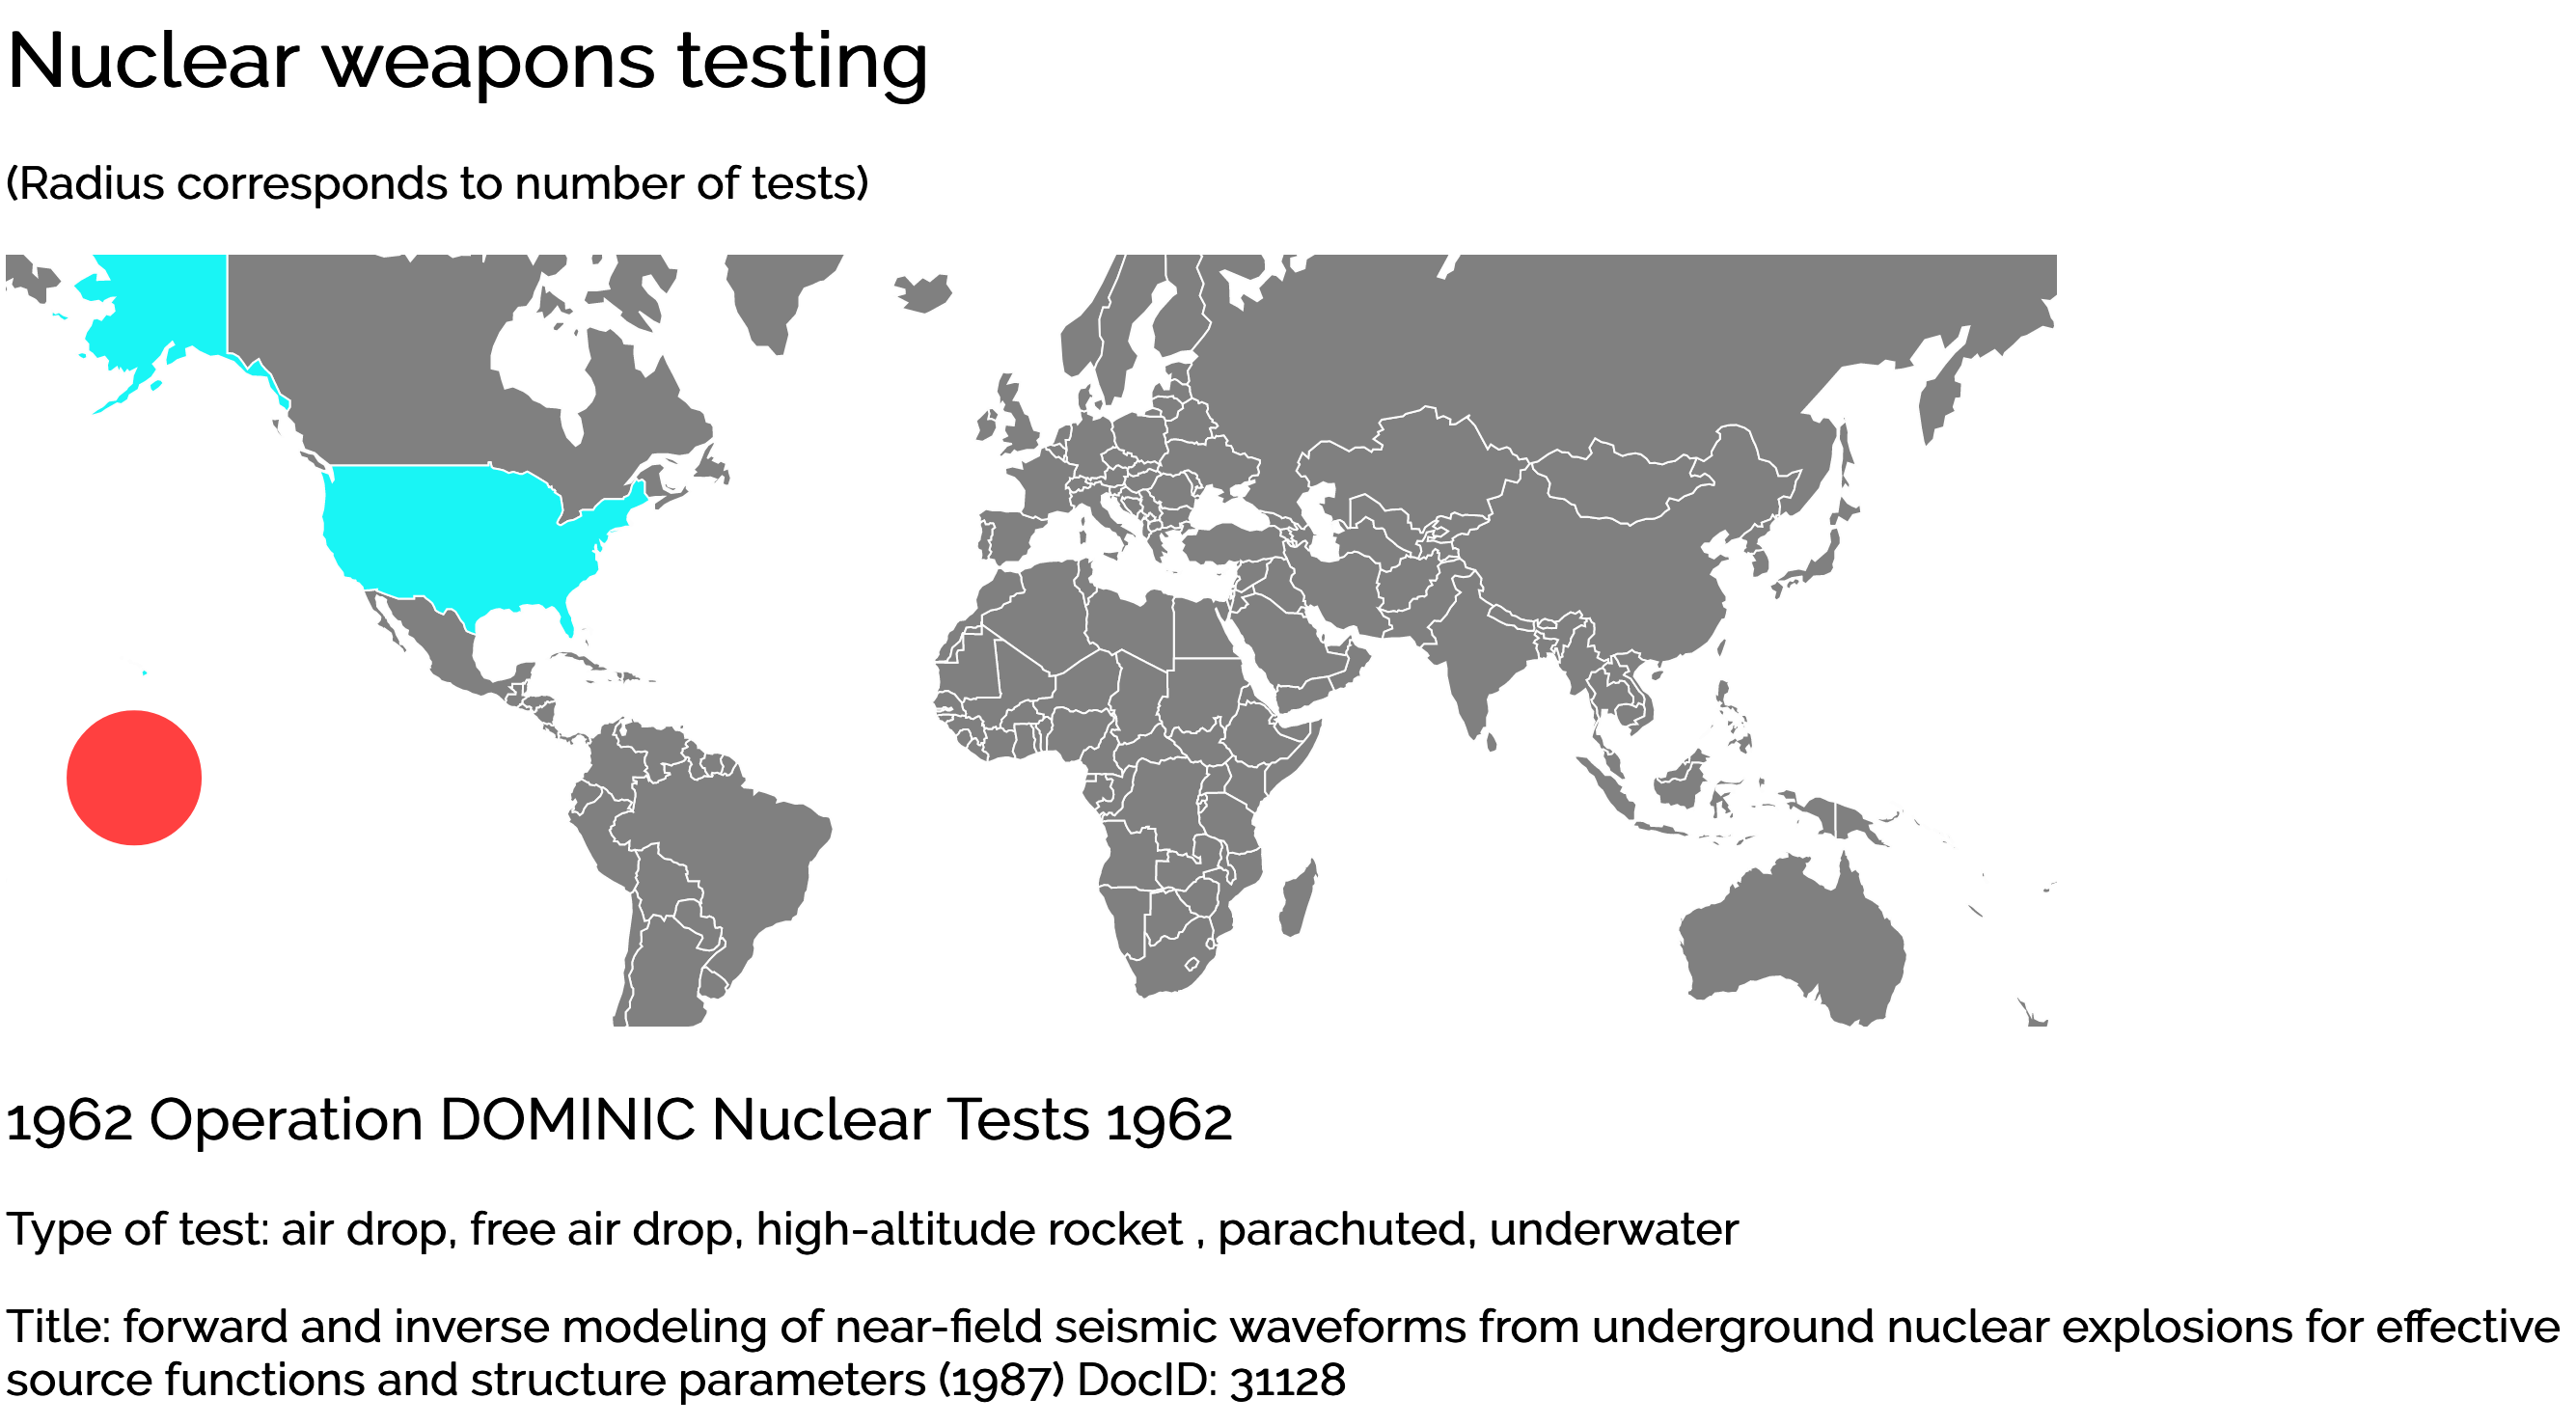 Nuclear weapons testing
(Radius corresponds to number of tests)
1962 Operation DOMINIC Nuclear Tests 1962
Type of test: air drop, free air drop, high-altitude rocket , parachuted, underwater
Title: forward and inverse modeling of near-field seismic waveforms from underground nuclear explosions for effective
source functions and structure parameters (1987) DocID: 31128